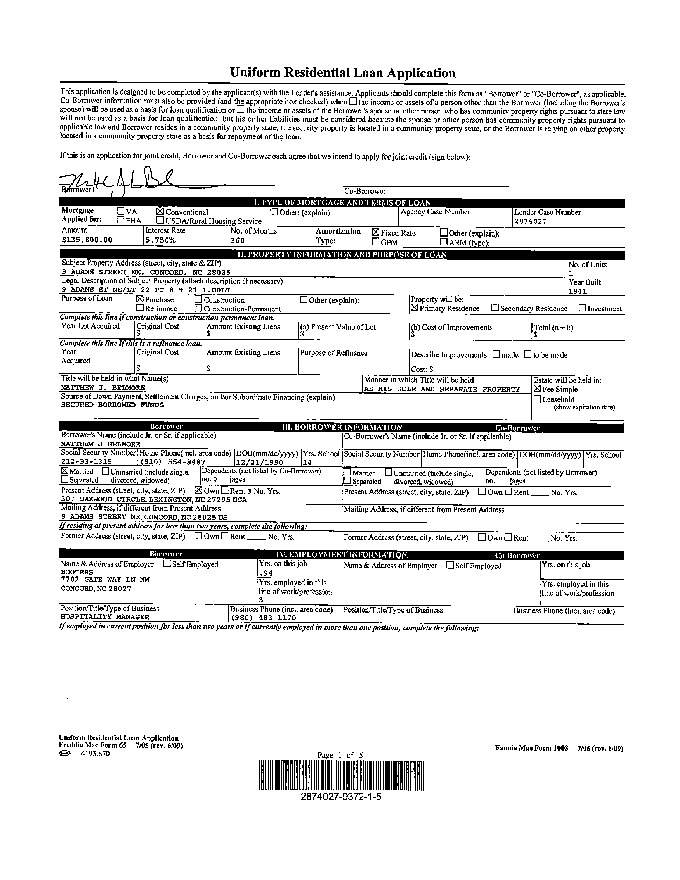 Uniform Residential Loan Application
This application is designed to be completed by the applicant(s) with the Lender's assistance. Applicants should complete this form as "Borrower" or "Co-Borrower", as applicable.
Co-Borrower information must also be provided (and the appropriate box checked) when the income or assets of a person other than the Borrower (including the Borrower's
spouse) will be used as a basis for loan qualification or the income or assets of the Borrower's spouse or other person who has community property rights pursuant to state law
will not be used as a basis for loan qualification, but his or her liabilities must be considered because the spouse or other person has community property rights pursuant to
applicable law and Borrower resides in a community property state, the security property is located in a community property state, or the Borrower is relying on other property
located in a community property state as a basis for repayment of the loan.
If this is an application for joint credit, Borrower and Co-Borrower each agree that we intend to apply for joint credit (sign below):
Borrower Co-Borrower
I. TYPE OF MORTGAGE AND TERMS OF LOAN
Mortgage VA Conventional Other (explain) Agency Case Number Lender Case Number
Applied for: FHA USDA/Rural Housing Service
Amount Interest Rate No. of Months Amortization Fixed Rate Other (explain):
5.750% 360 Type: GPM ARM (type):
II. PROPERTY INFORMATION AND PURPOSE OF LOAN
Subject Property Address (street, city, state & ZIP) No. of Units
9 ADAMS STREET NW, CONCORD, NC 28025 1
Legal Description of Subject Property (attach description if necessary) Year Built
1941
Purpose of Loan Purchase Construction Other (explain): Property will be:
Refinance Construction-Permanent Primary Residence Secondary Residence Investment
Complete this line if construction or construction-permanent loan.
Year Lot Acquired Original Cost Amount Existing Liens (a) Present Value of Lot (b) Cost of Improvements Total (a + b)
$ $ $ $ $
Complete this line if this is a refinance loan.
Year Original Cost Amount Existing Liens Purpose of Refinance Describe Improvements made to be made
Acquired
$ $ Cost: $
Title will be held in what Name(s) Manner in which Title will be held Estate will be held in:
MATTHEW J. AS HIS SOLE AND SEPARATE PROPERTY Fee Simple
Source of Down Payment, Settlement Charges, and/or Subordinate Financing (explain) Leasehold
SECURED BORROWED FUNDS (show expiration date)
Borrower III. BORROWER INFORMATION Co-Borrower
Borrower's Name (include Jr. or Sr. if applicable) Co-Borrower's Name (include Jr. or Sr. if applicable)
MATTHEW J
Social Security Number Home Phone (incl. area code) DOB (mm/dd/yyyy) Yrs. School Social Security Number Home Phone (incl. area code) DOB (mm/dd/yyyy) Yrs. School
12/21/1990 14
Married Unmarried (include single, Dependents (not listed by Co-Borrower) Married Unmarried (include single, Dependents (not listed by Borrower)
Separated divorced, widowed) no. 0 ages Separated divorced, widowed) no. ages
Present Address (street, city, state, ZIP) Own Rent 3 No. Yrs. Present Address (street, city, state, ZIP) Own Rent No. Yrs.
OAKWOOD CIRCLE, LEXINGTON, NC 27295
Mailing Address, if different from Present Address Mailing Address, if different from Present Address
9 ADAMS STREET NW, CONCORD, NC 28025 US
If residing at present address for less than two years, complete the following:
Former Address (street, city, state, ZIP) Own Rent No. Yrs. Former Address (street, city, state, ZIP) Own Rent No. Yrs.
Borrower IV. EMPLOYMENT INFORMATION Co-Borrower
Name & Address of Employer Self Employed Yrs. on this job Name & Address of Employer Self Employed Yrs. on this job
7707 WAY LN NW Yrs. employed in this Yrs. employed in this
CONCORD, NC 28027 line of work/profession line of work/profession
Position/Title/Type of Business Business Phone (incl. area code) Position/Title/Type of Business Business Phone (incl. area code)
HOSPITALITY MANAGER (980) 483 1170
If employed in current position for less than two years or if currently employed in more than one position, complete the following:
Uniform Residential Loan Application
Freddie Mac Form 65 7/05 (rev. 6/09) Fannie Mae Form 1003 7/05 (rev. 6/09)
Page 1 of 5
2874027-0372-1-5